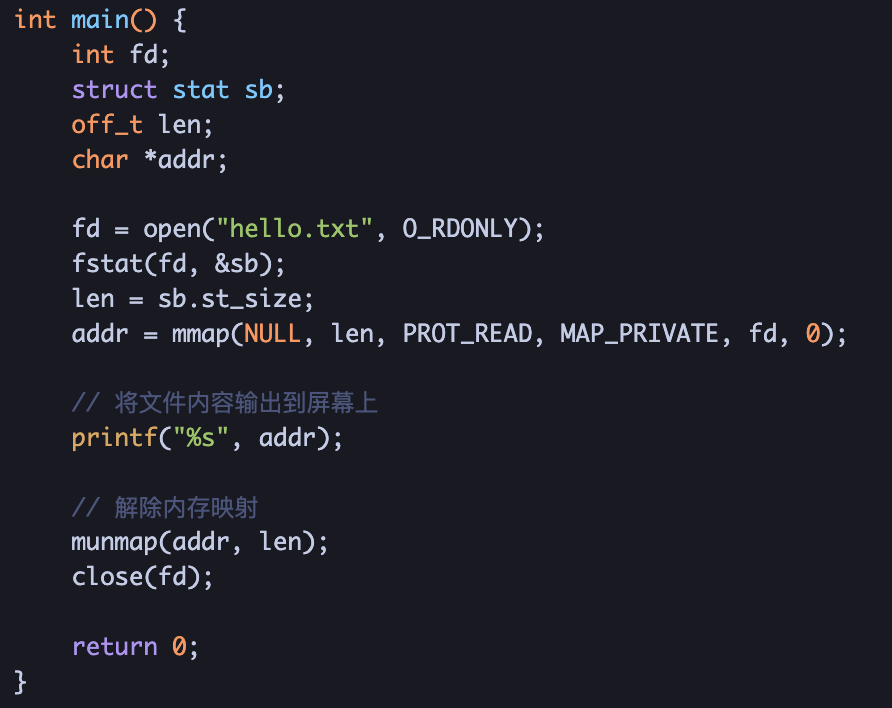 int main() {
    int fd;
    struct stat sb;
    off_t len;
    char *addr;

    fd = open("hello.txt", O_RDONLY);
    fstat(fd, &sb);
    len = sb.st_size;
    addr = mmap(NULL, len, PROT_READ, MAP_PRIVATE, fd, 0);

    // 将文件内容输出到屏幕上
    printf("%s", addr);

    // 解除内存映射
    munmap(addr, len);
    close(fd);

    return 0;
}